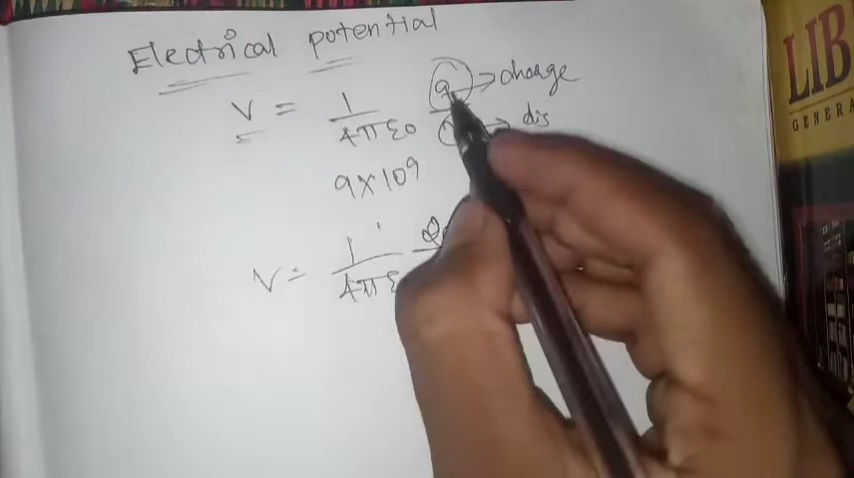 Electrical potential
V = 1 / 4πε0 q → charge
→ dis
9×10⁹
V = 1 / 4πε Q
LIB
GENERA